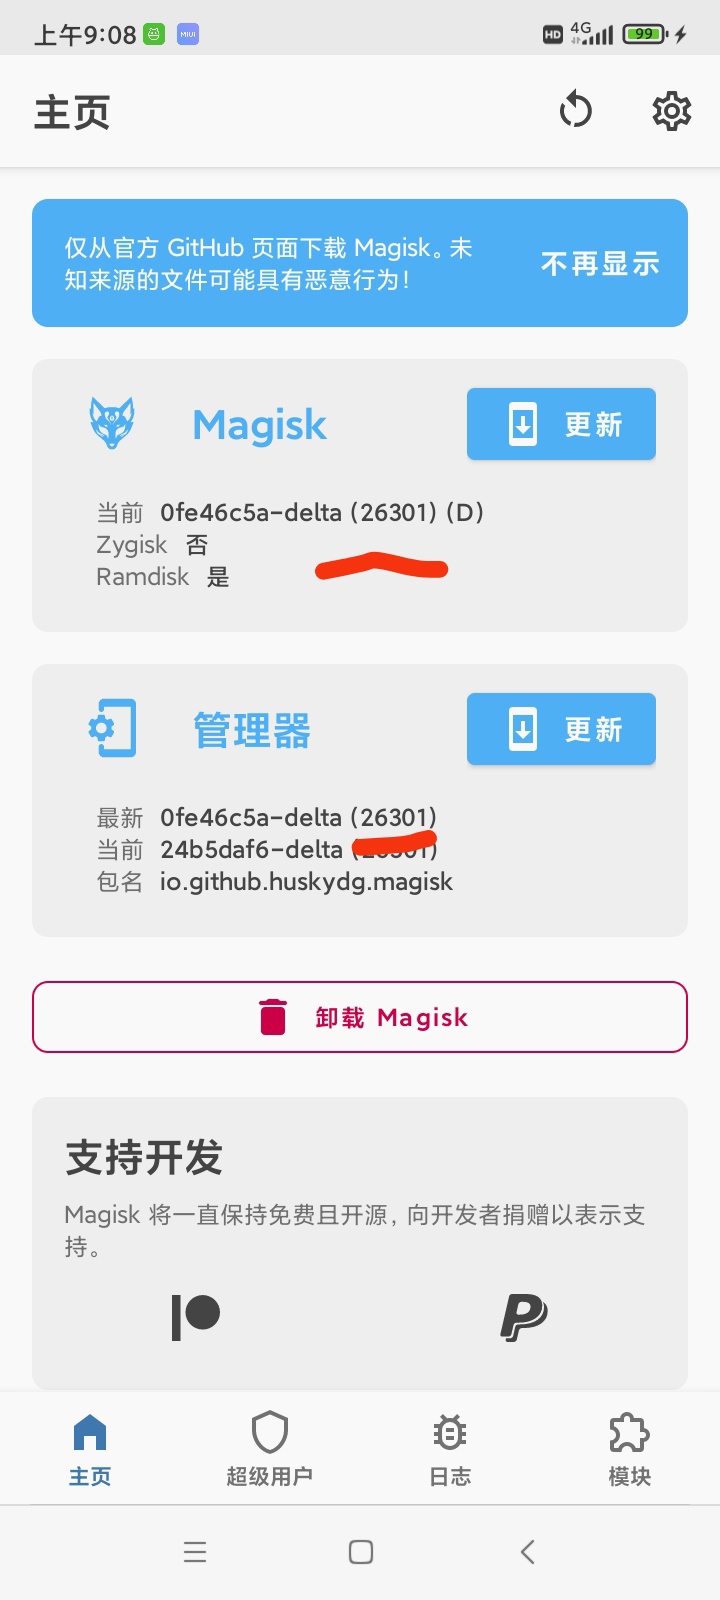 上午9:08
MIUI
HD 4G 99
主页
仅从官方 GitHub 页面下载 Magisk。未
知来源的文件可能具有恶意行为！
不再显示
Magisk
更新
当前 0fe46c5a-delta (26301) (D)
Zygisk 否
Ramdisk 是
管理器
更新
最新 0fe46c5a-delta (26301)
当前 24b5daf6-delta
包名 io.github.huskydg.magisk
卸载 Magisk
支持开发
Magisk 将一直保持免费且开源，向开发者捐赠以表示支
持。
主页
超级用户
日志
模块